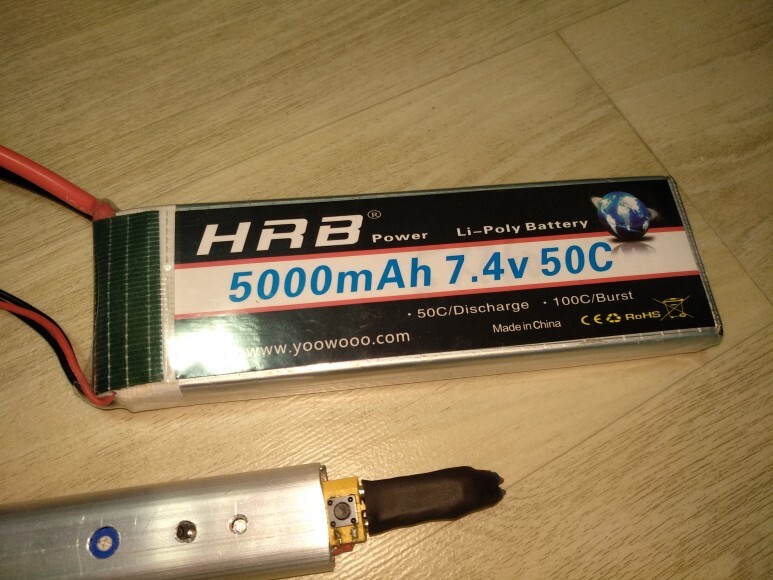 HRB® Power Li-Poly Battery
5000mAh 7.4v 50C
· 50C/Discharge · 100C/Burst
Made in China CE RoHS
www.yoowooo.com